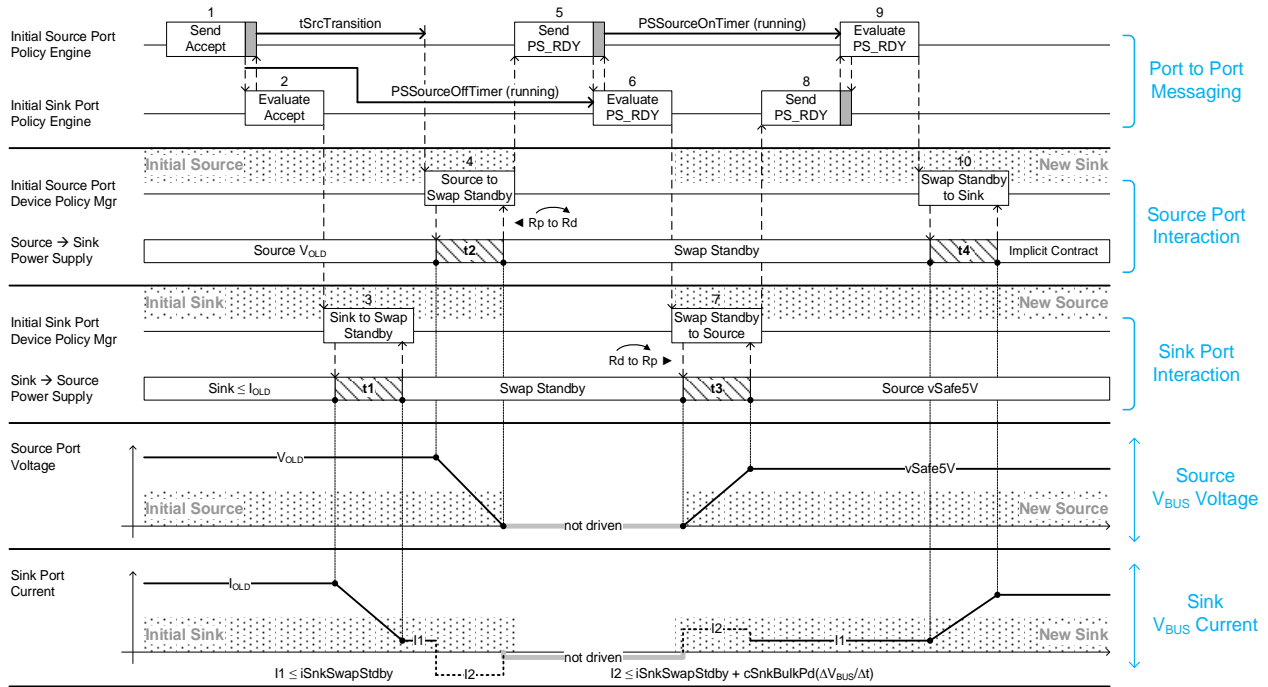 1
5
9
Initial Source Port
Policy Engine
Send
Accept
tSrcTransition
Send
PS_RDY
PSSourceOnTimer (running)
Evaluate
PS_RDY
2
6
8
Initial Sink Port
Policy Engine
Evaluate
Accept
PSSourceOffTimer (running)
Evaluate
PS_RDY
Send
PS_RDY
Port to Port
Messaging
Initial Source
4
10
New Sink
Initial Source Port
Device Policy Mgr
Source to
Swap Standby
Swap Standby
to Sink
◄ Rp to Rd
Source → Sink
Power Supply
Source VOLD
t2
Swap Standby
t4
Implicit Contract
Source Port
Interaction
Initial Sink
3
7
New Source
Initial Sink Port
Device Policy Mgr
Sink to Swap
Standby
Swap Standby
to Source
Rd to Rp ►
Sink → Source
Power Supply
Sink ≤ IOLD
t1
Swap Standby
t3
Source vSafe5V
Sink Port
Interaction
Source Port
Voltage
VOLD
vSafe5V
Initial Source
not driven
New Source
Source
VBUS Voltage
Sink Port
Current
IOLD
Initial Sink
I1
I2
not driven
I2
I1
New Sink
I1 ≤ iSnkSwapStdby
I2 ≤ iSnkSwapStdby + cSnkBulkPd(ΔVBUS/Δt)
Sink
VBUS Current